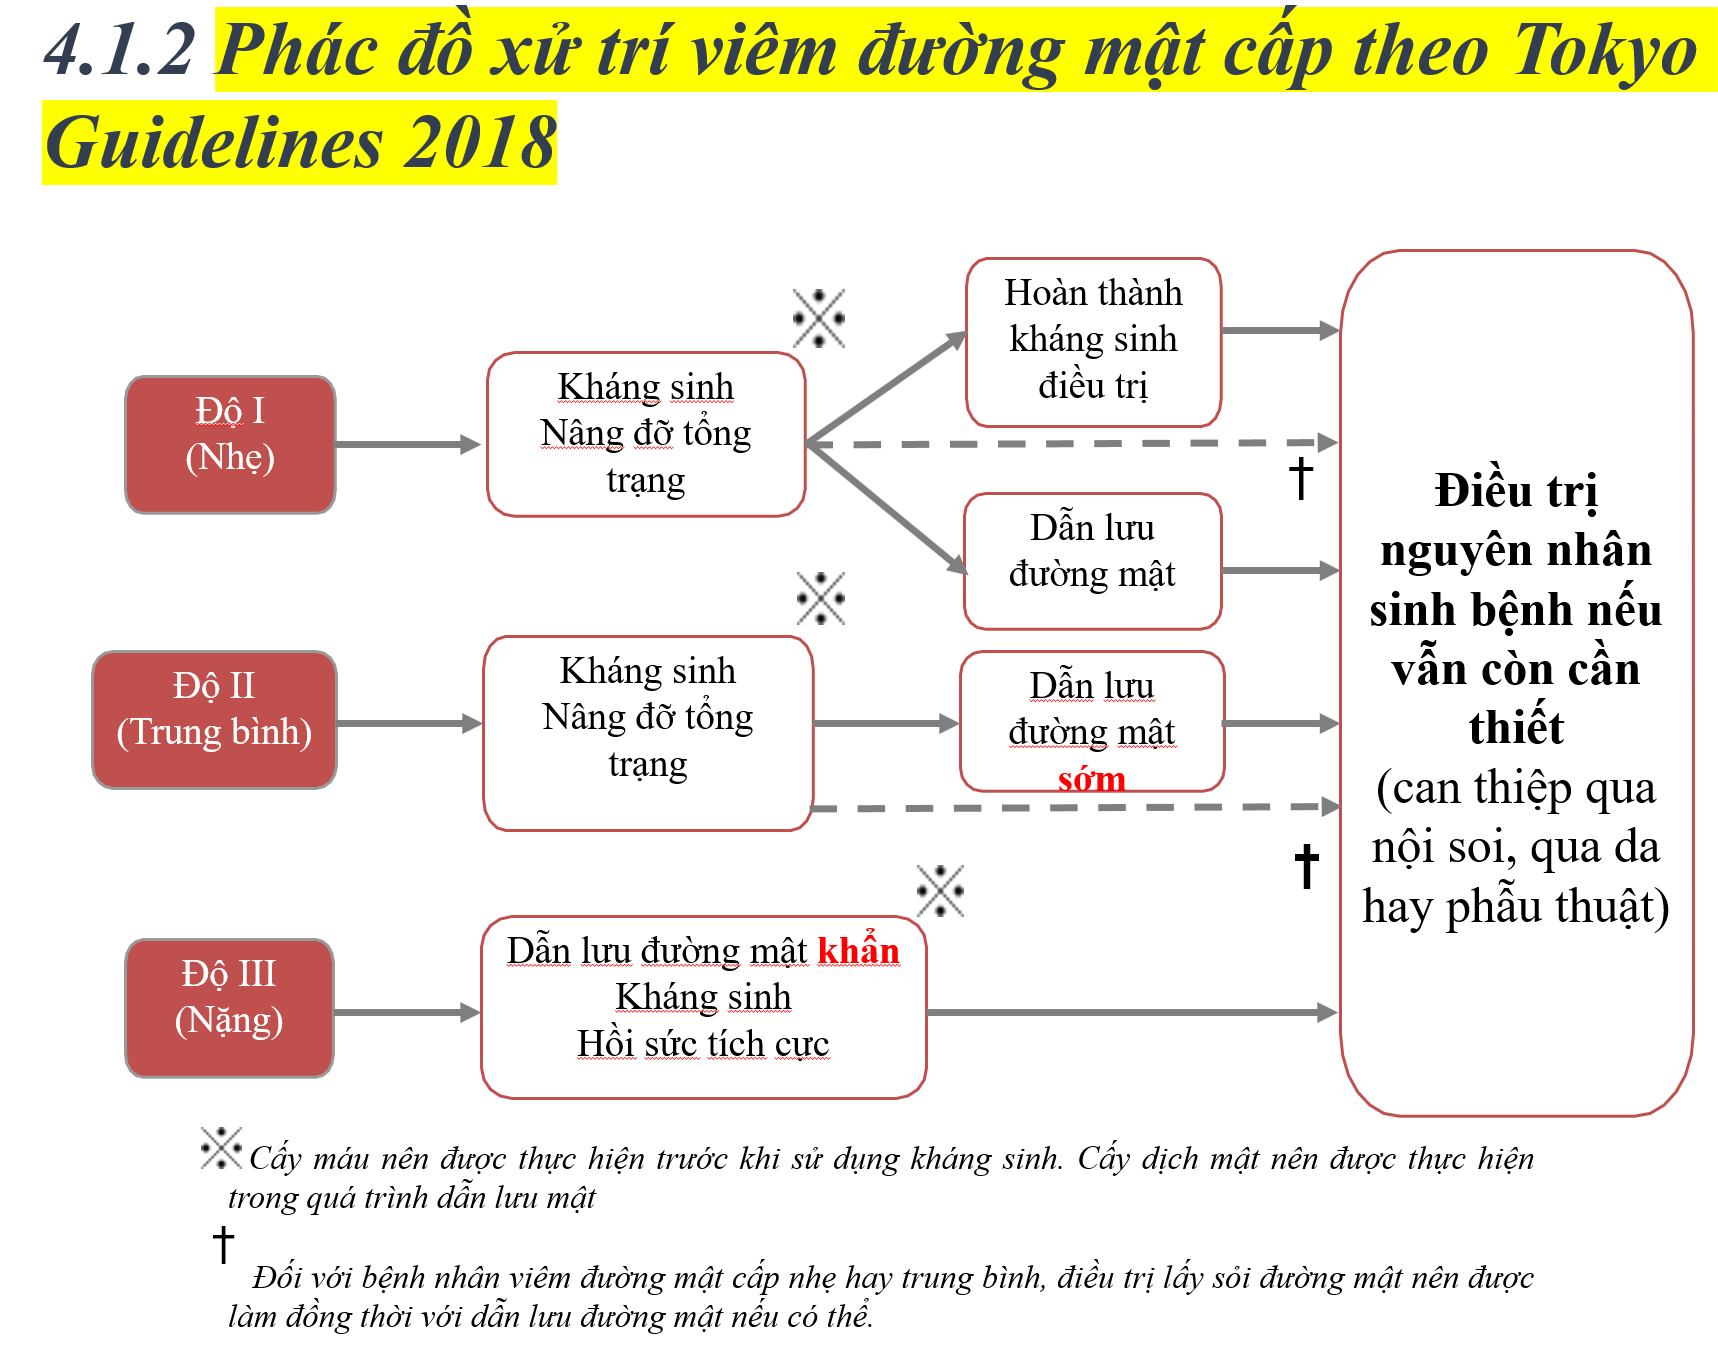 4.1.2 Phác đồ xử trí viêm đường mật cấp theo Tokyo
Guidelines 2018
※
Hoàn thành
kháng sinh
điều trị
Độ I
(Nhẹ)
Kháng sinh
Nâng đỡ tổng
trạng
†
Dẫn lưu
đường mật
※
Độ II
(Trung bình)
Kháng sinh
Nâng đỡ tổng
trạng
Dẫn lưu
đường mật
sớm
†
※
Độ III
(Nặng)
Dẫn lưu đường mật khẩn
Kháng sinh
Hồi sức tích cực
Điều trị
nguyên nhân
sinh bệnh nếu
vẫn còn cần
thiết
(can thiệp qua
nội soi, qua da
hay phẫu thuật)
※ Cấy máu nên được thực hiện trước khi sử dụng kháng sinh. Cấy dịch mật nên được thực hiện
trong quá trình dẫn lưu mật
†
Đối với bệnh nhân viêm đường mật cấp nhẹ hay trung bình, điều trị lấy sỏi đường mật nên được
làm đồng thời với dẫn lưu đường mật nếu có thể.